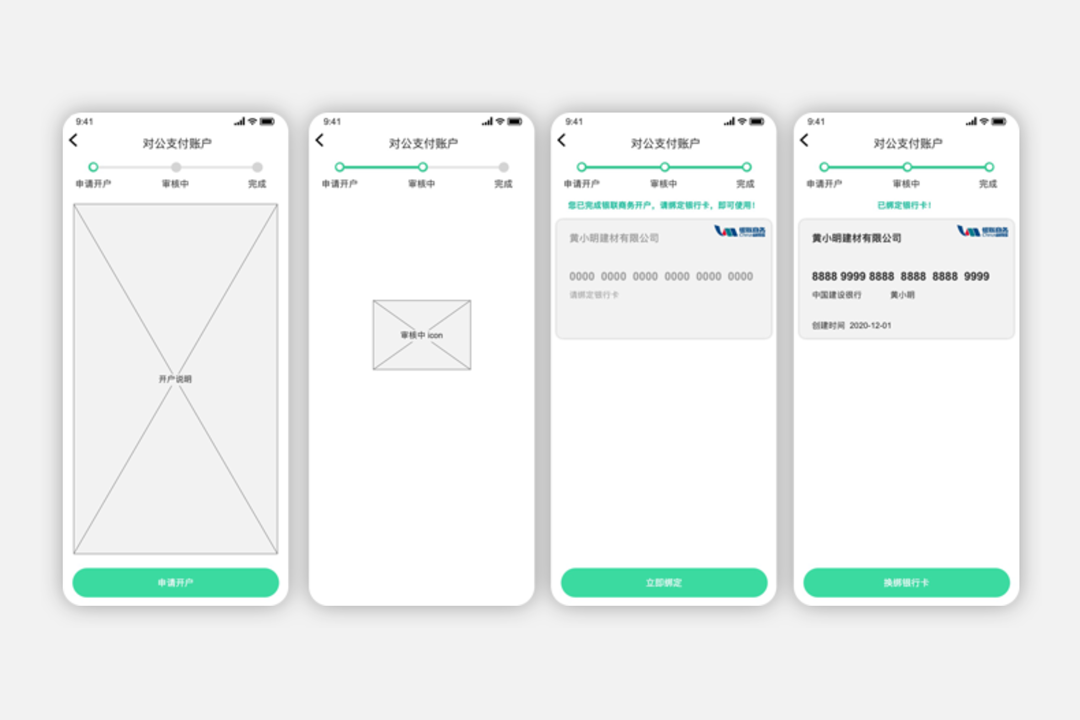 9:41
对公支付账户
申请开户 审核中 完成
开户说明
申请开户
9:41
对公支付账户
申请开户 审核中 完成
审核中 icon
9:41
对公支付账户
申请开户 审核中 完成
您已完成银联商务开户，请绑定银行卡，即可使用！
黄小明建材有限公司
银联商务
0000 0000 0000 0000 0000 0000
请绑定银行卡
立即绑定
9:41
对公支付账户
申请开户 审核中 完成
已绑定银行卡！
黄小明建材有限公司
银联商务
8888 9999 8888 8888 8888 9999
中国建设很行 黄小明
创建时间 2020-12-01
换绑银行卡